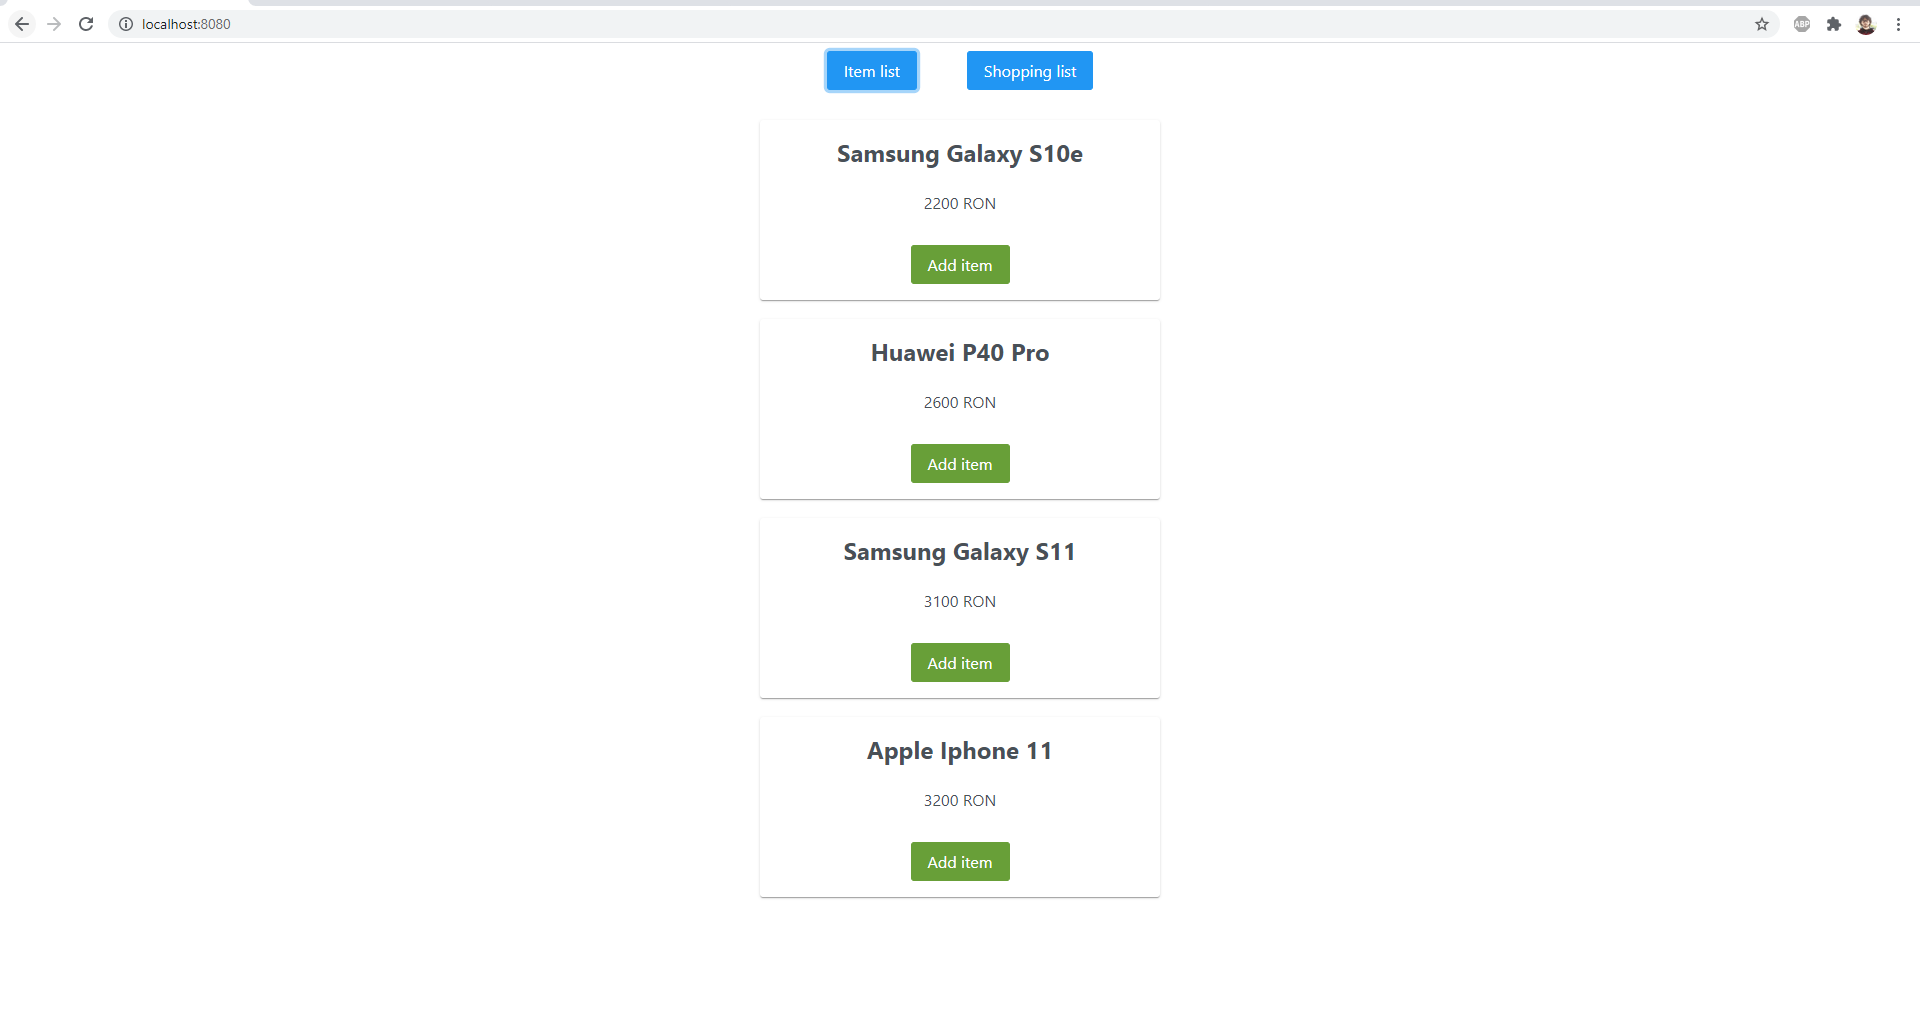 localhost:8080
ABP
Item list
Shopping list
Samsung Galaxy S10e
2200 RON
Add item
Huawei P40 Pro
2600 RON
Add item
Samsung Galaxy S11
3100 RON
Add item
Apple Iphone 11
3200 RON
Add item